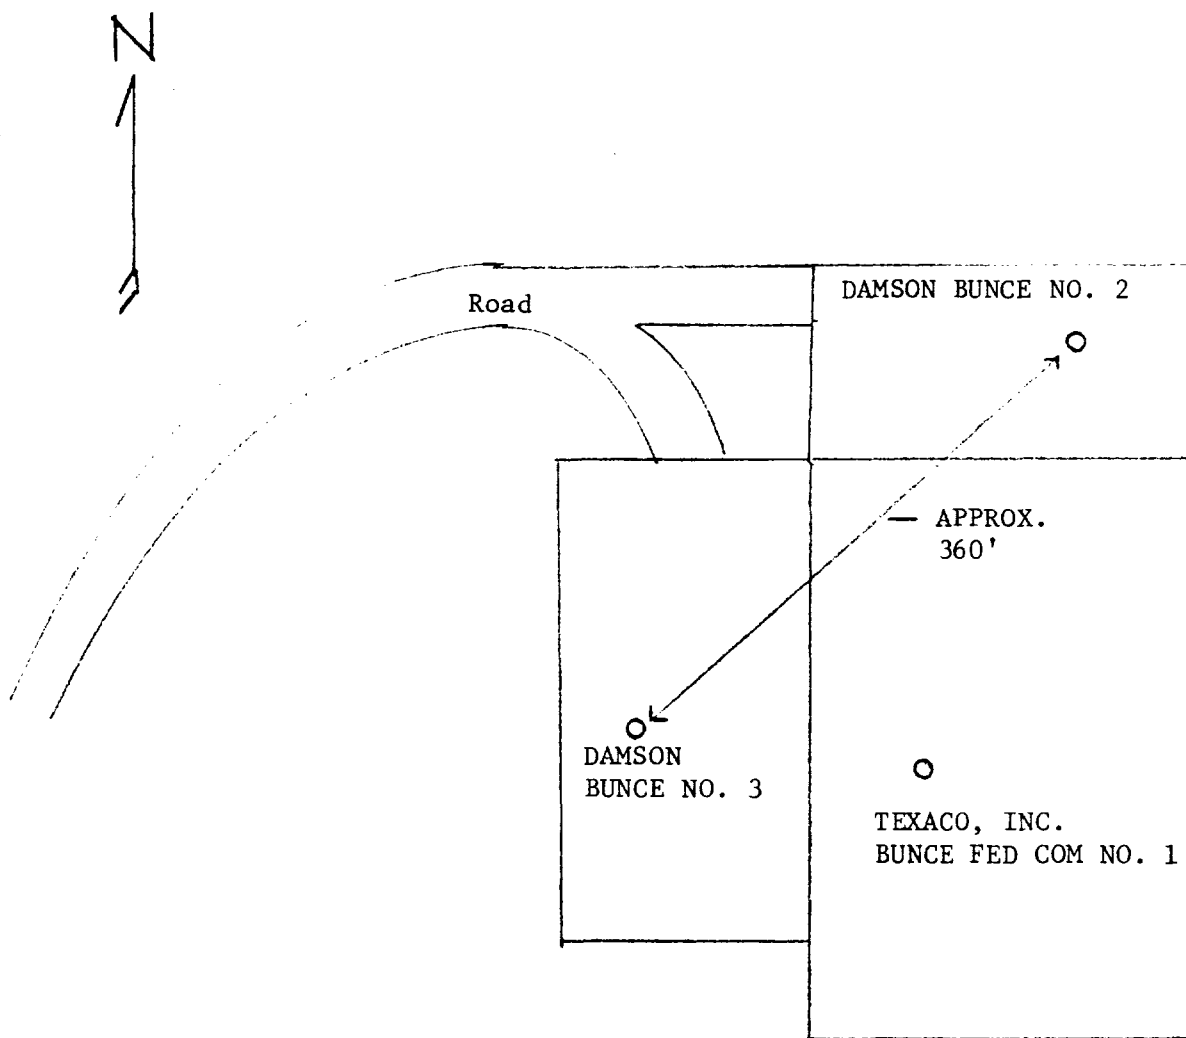 N
Road
DAMSON BUNCE NO. 2
APPROX.
360'
DAMSON
BUNCE NO. 3
TEXACO, INC.
BUNCE FED COM NO. 1